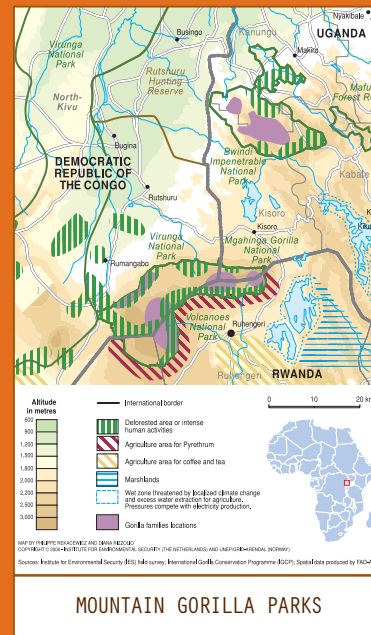 Nyakibale
Virunga
National
Park
Busingo
Kanungu
UGANDA
Makiro
Rutshuru
Hunting
Reserve
North-
Kivu
Bugina
DEMOCRATIC
REPUBLIC OF
THE CONGO
Bwindi
Impenetrable
National
Park
Kabale
Rutshuru
Kisoro
Kisoro
Virunga
National
Park
Mgahinga Gorilla
National
Park
Rumangabo
Volcanoes
National
Park
Ruhengeri
Ruhengeri
RWANDA
Altitude
in metres
600
900
1,200
1,500
1,800
2,000
2,200
2,500
3,000
International border
Deforested area or intense
human activities
Agriculture area for Pyrethrum
Agriculture area for coffee and tea
Marshlands
Wet zone threatened by localized climate change
and excess water extraction for agriculture.
Pressures compete with electricity production.
Gorilla families locations
0 10 20 km
MAP BY PHILIPPE REKACEWICZ AND DIANA RIZZOLIO
COPYRIGHT © 2006 - INSTITUTE FOR ENVIRONMENTAL SECURITY (THE NETHERLANDS) AND UNEP/GRID-ARENDAL (NORWAY)
Sources: Institute for Environmental Security (IES) field survey; International Gorilla Conservation Programme (IGCP); Spatial data produced by FAO-A
MOUNTAIN GORILLA PARKS